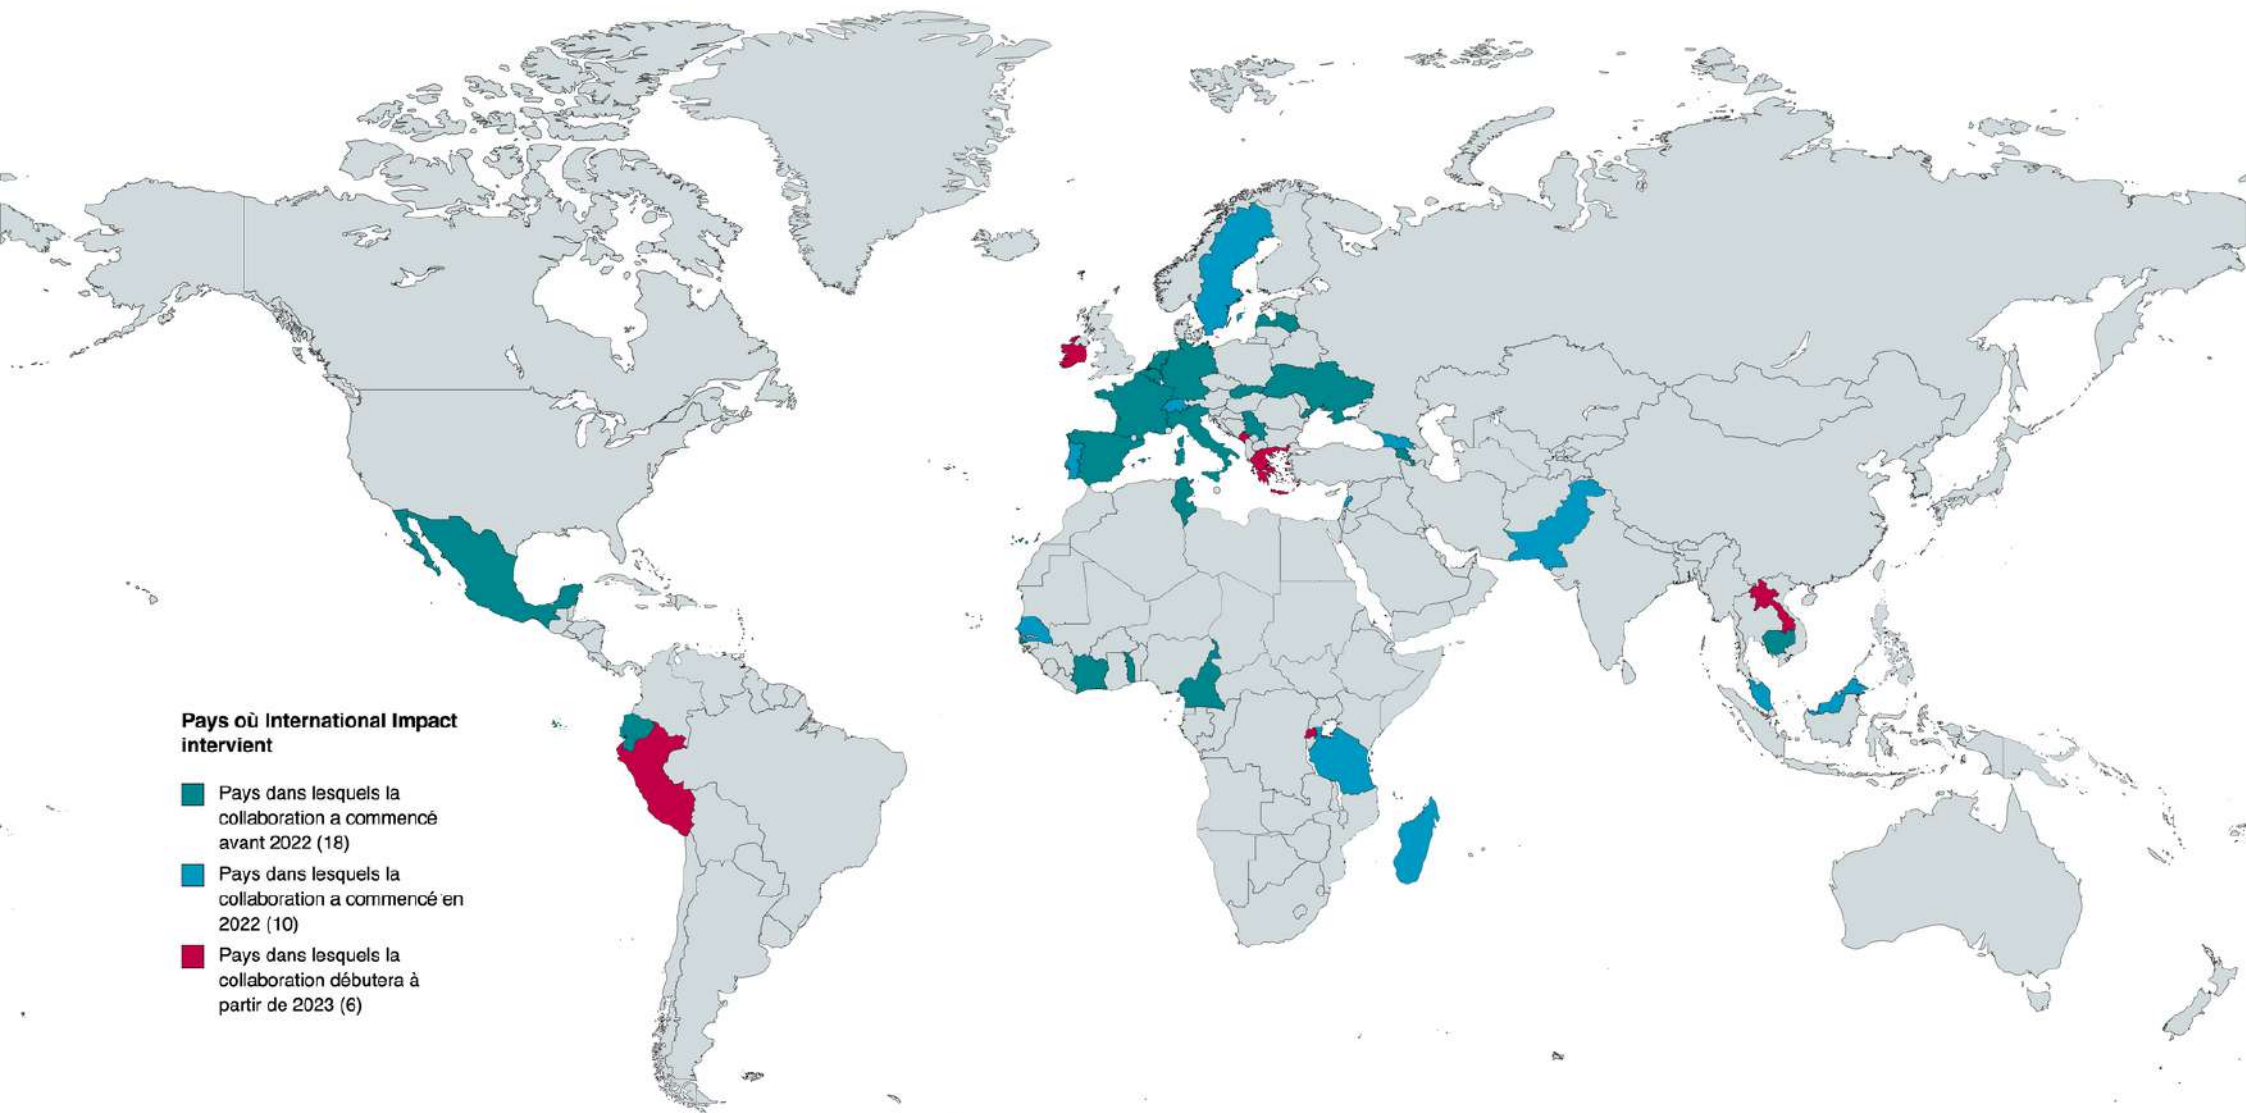 Pays où International Impact
intervient
Pays dans lesquels la
collaboration a commencé
avant 2022 (18)
Pays dans lesquels la
collaboration a commencé en
2022 (10)
Pays dans lesquels la
collaboration débutera à
partir de 2023 (6)